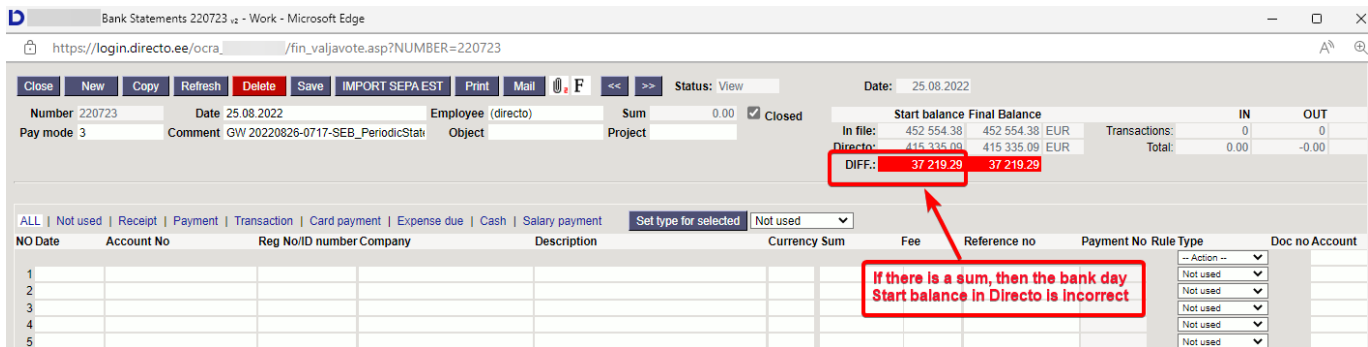 Bank Statements 220723 v2 - Work - Microsoft Edge
https://login.directo.ee/ocra_ /fin_valjavote.asp?NUMBER=220723
Close New Copy Refresh Delete Save IMPORT SEPA EST Print Mail 2 F << >> Status: View Date: 25.08.2022
Number 220723 Date 25.08.2022 Employee (directo) Sum 0.00 Closed
Pay mode 3 Comment GW 20220826-0717-SEB_PeriodicState Object Project
Start balance Final Balance IN OUT
In file: 452 554.38 452 554.38 EUR Transactions: 0 0
Directo: 415 335.09 415 335.09 EUR Total: 0.00 -0.00
DIFF.: 37 219.29 37 219.29
ALL | Not used | Receipt | Payment | Transaction | Card payment | Expense due | Cash | Salary payment Set type for selected Not used
NO Date Account No Reg No/ID number Company Description Currency Sum Fee Reference no Payment No Rule Type Doc no Account
-- Action --
1 Not used
2 Not used
3 Not used
4 Not used
5 Not used
If there is a sum, then the bank day
Start balance in Directo is incorrect